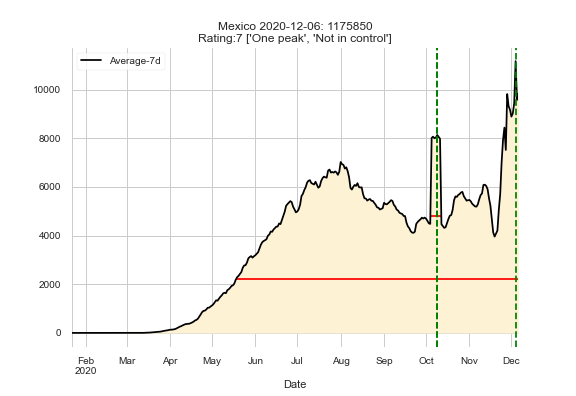 Mexico 2020-12-06: 1175850
Rating:7 ['One peak', 'Not in control']
Average-7d
10000
8000
6000
4000
2000
0
Feb Mar Apr May Jun Jul Aug Sep Oct Nov Dec
2020
Date